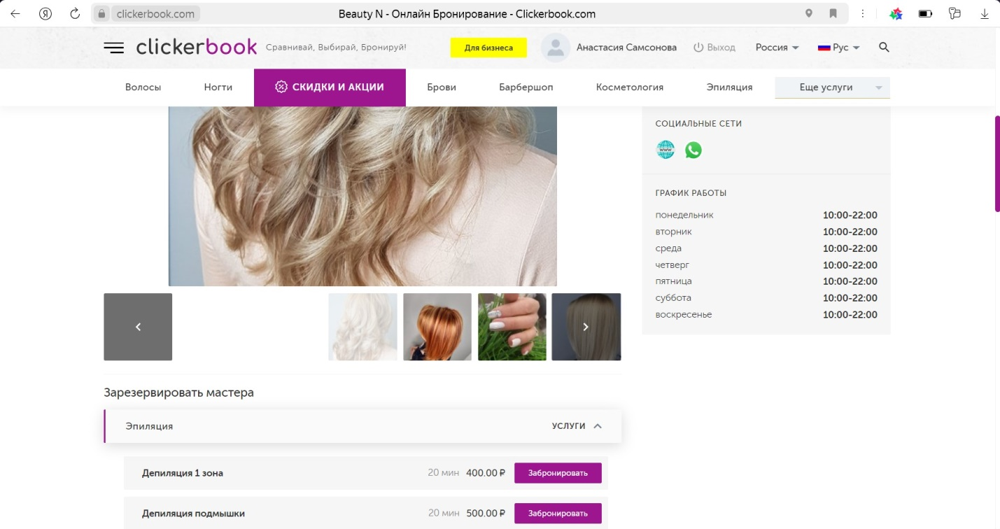 clickerbook.com
Beauty N - Онлайн Бронирование - Clickerbook.com
clickerbook Сравнивай, Выбирай, Бронируй!
Для бизнеса
Анастасия Самсонова
Выход
Россия
Рус
Волосы
Ногти
СКИДКИ И АКЦИИ
Брови
Барбершоп
Косметология
Эпиляция
Еще услуги
СОЦИАЛЬНЫЕ СЕТИ
www
ГРАФИК РАБОТЫ
понедельник 10:00-22:00
вторник 10:00-22:00
среда 10:00-22:00
четверг 10:00-22:00
пятница 10:00-22:00
суббота 10:00-22:00
воскресенье 10:00-22:00
Зарезервировать мастера
Эпиляция УСЛУГИ
Депиляция 1 зона 20 мин 400.00 ₽ Забронировать
Депиляция подмышки 20 мин 500.00 ₽ Забронировать